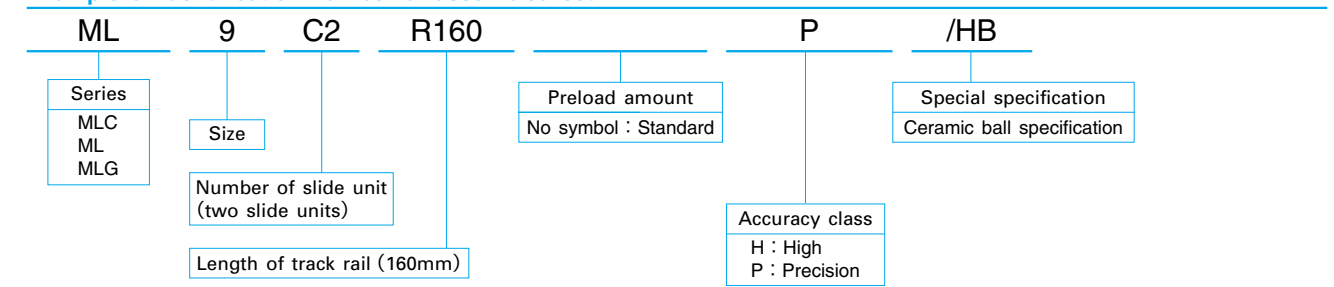 ML 9 C2 R160 P /HB
Series
MLC
ML
MLG
Size
Number of slide unit
(two slide units)
Length of track rail (160mm)
Preload amount
No symbol：Standard
Accuracy class
H：High
P：Precision
Special specification
Ceramic ball specification